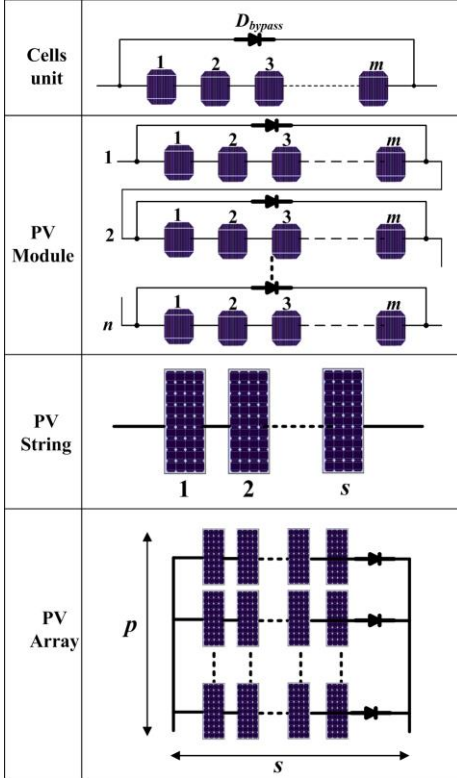 Cells
unit
D_bypass
1 2 3 m
PV
Module
1
1 2 3 m
2
1 2 3 m
n
1 2 3 m
PV
String
1 2 s
PV
Array
p
s